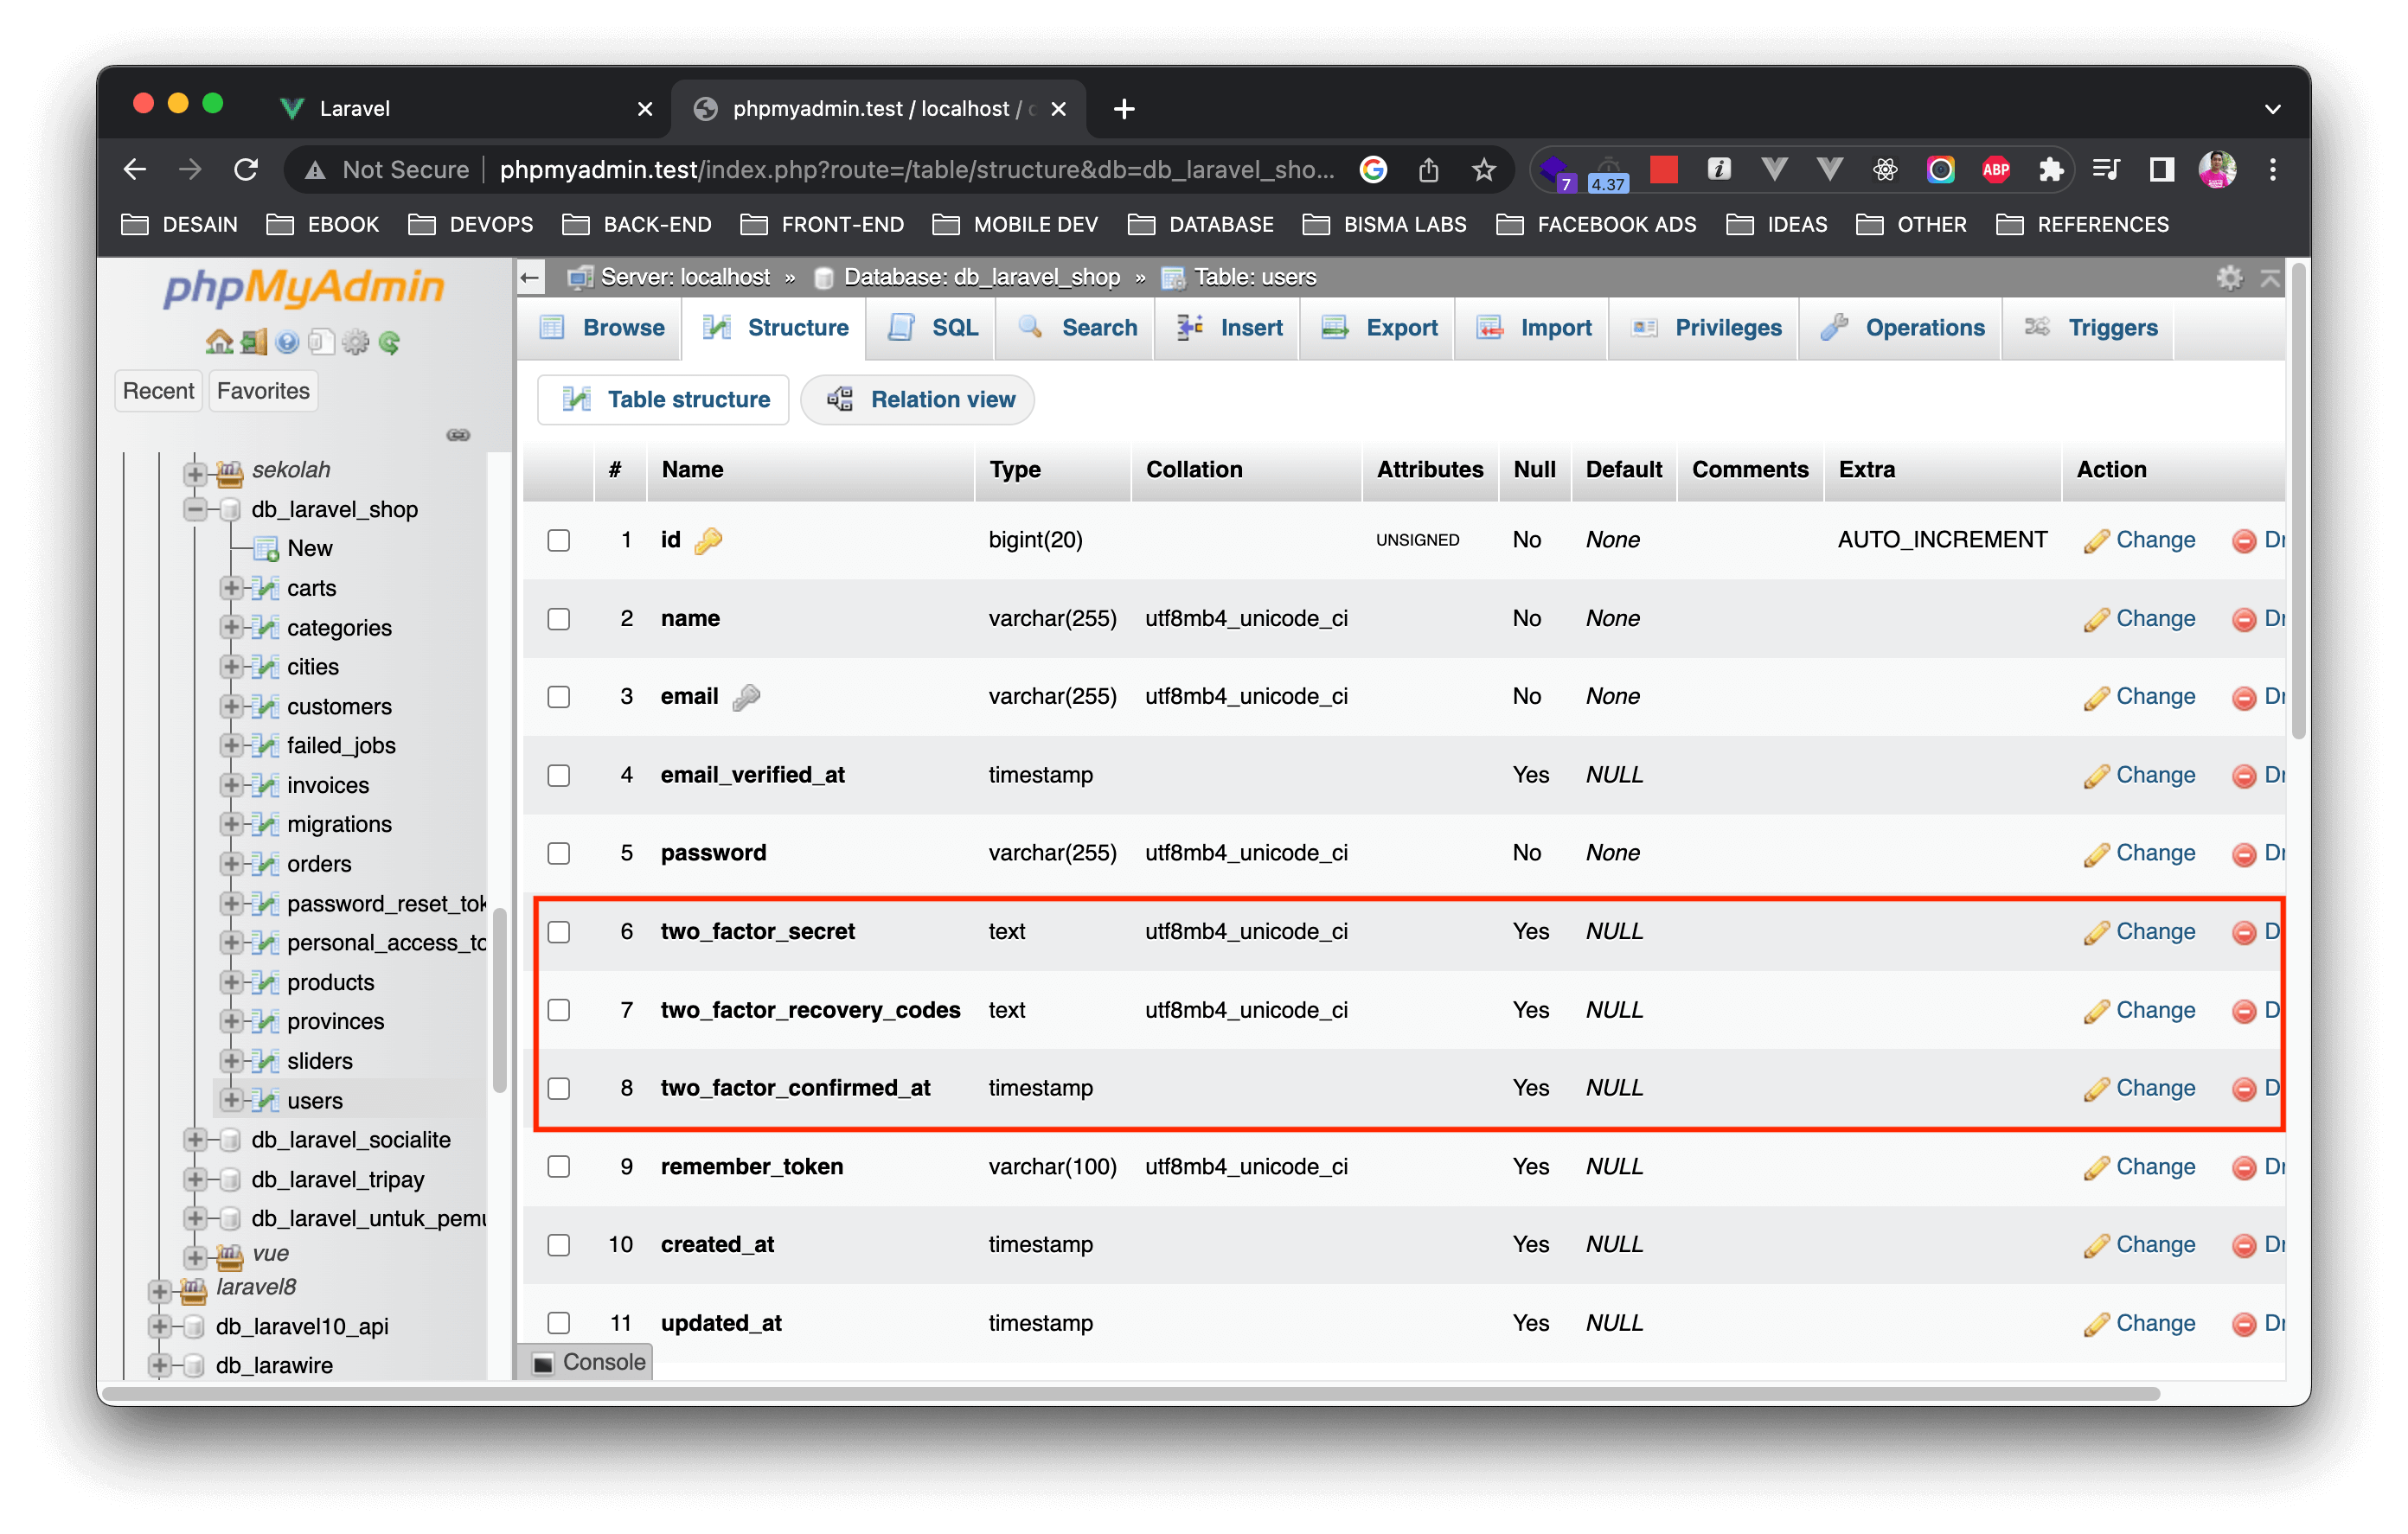 Laravel
phpmyadmin.test / localhost /
Not Secure phpmyadmin.test/index.php?route=/table/structure&db=db_laravel_sho...
7 4.37 ABP
DESAIN EBOOK DEVOPS BACK-END FRONT-END MOBILE DEV DATABASE BISMA LABS FACEBOOK ADS IDEAS OTHER REFERENCES
phpMyAdmin
Recent Favorites
sekolah
db_laravel_shop
New
carts
categories
cities
customers
failed_jobs
invoices
migrations
orders
password_reset_tok
personal_access_to
products
provinces
sliders
users
db_laravel_socialite
db_laravel_tripay
db_laravel_untuk_pemu
vue
laravel8
db_laravel10_api
db_larawire
Server: localhost » Database: db_laravel_shop » Table: users
Browse Structure SQL Search Insert Export Import Privileges Operations Triggers
Table structure Relation view
# Name Type Collation Attributes Null Default Comments Extra Action
1 id bigint(20) UNSIGNED No None AUTO_INCREMENT Change Dr
2 name varchar(255) utf8mb4_unicode_ci No None Change Dr
3 email varchar(255) utf8mb4_unicode_ci No None Change Dr
4 email_verified_at timestamp Yes NULL Change Dr
5 password varchar(255) utf8mb4_unicode_ci No None Change Dr
6 two_factor_secret text utf8mb4_unicode_ci Yes NULL Change D
7 two_factor_recovery_codes text utf8mb4_unicode_ci Yes NULL Change D
8 two_factor_confirmed_at timestamp Yes NULL Change D
9 remember_token varchar(100) utf8mb4_unicode_ci Yes NULL Change Dr
10 created_at timestamp Yes NULL Change Dr
11 updated_at timestamp Yes NULL Change Dr
Console